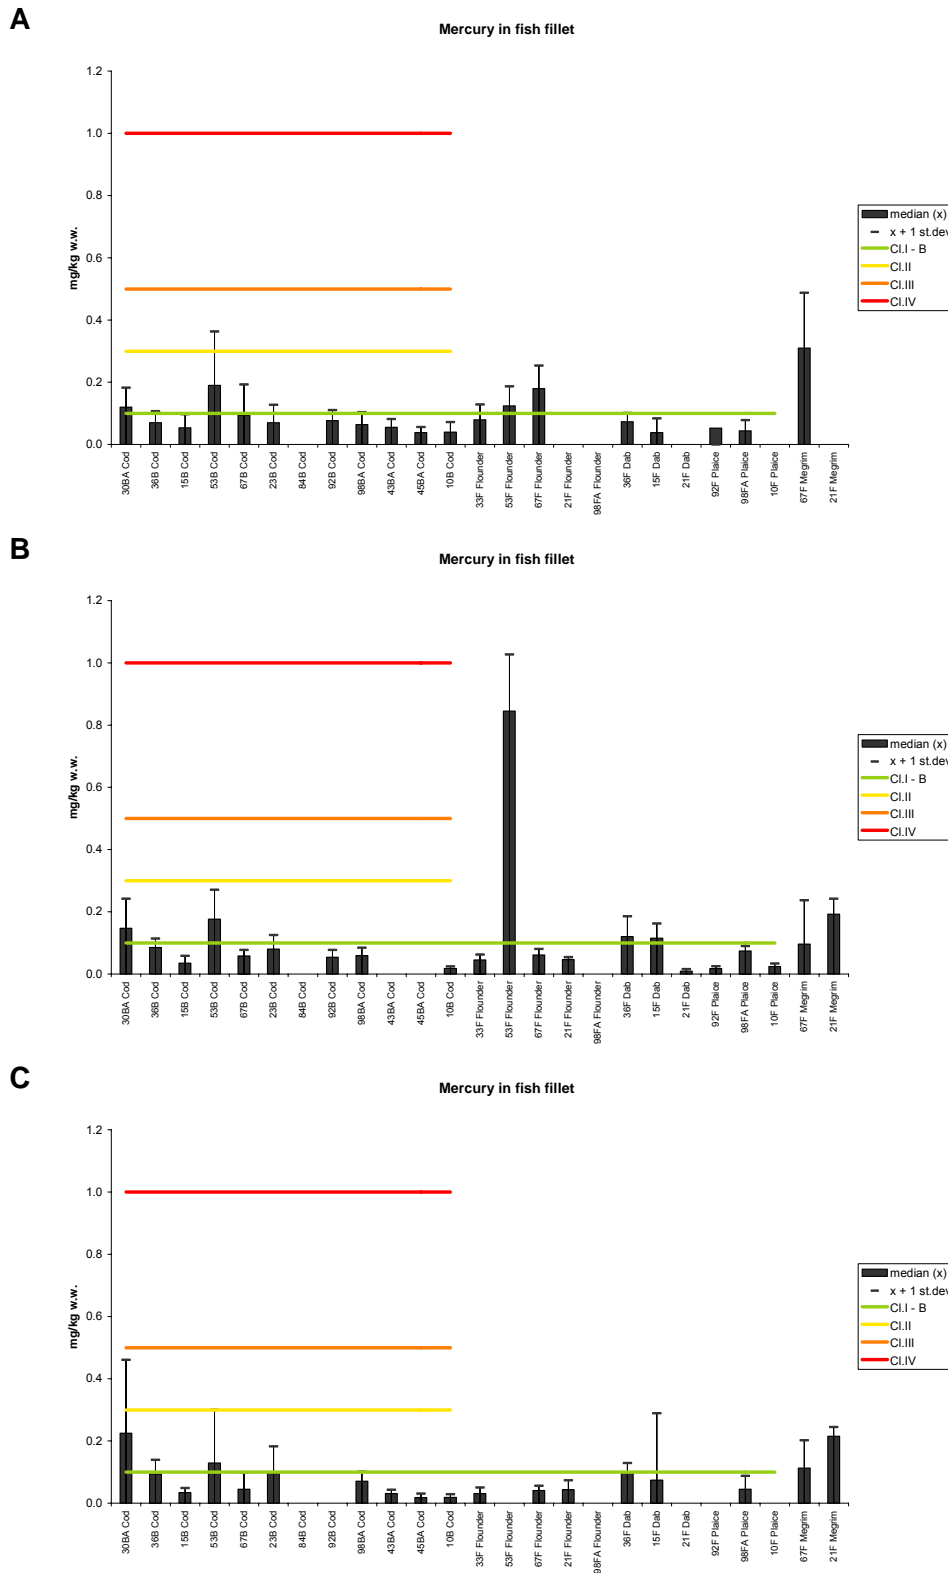 A
Mercury in fish fillet
mg/kg w.w.
1.2
1.0
0.8
0.6
0.4
0.2
0.0
30BA Cod
36B Cod
15B Cod
53B Cod
67B Cod
23B Cod
84B Cod
92B Cod
98BA Cod
43BA Cod
45BA Cod
10B Cod
33F Flounder
53F Flounder
67F Flounder
21F Flounder
98FA Flounder
36F Dab
15F Dab
21F Dab
92F Plaice
98FA Plaice
10F Plaice
67F Megrim
21F Megrim
median (x)
x + 1 st.dev
Cl.I - B
Cl.II
Cl.III
Cl.IV
B
Mercury in fish fillet
mg/kg w.w.
1.2
1.0
0.8
0.6
0.4
0.2
0.0
30BA Cod
36B Cod
15B Cod
53B Cod
67B Cod
23B Cod
84B Cod
92B Cod
98BA Cod
43BA Cod
45BA Cod
10B Cod
33F Flounder
53F Flounder
67F Flounder
21F Flounder
98FA Flounder
36F Dab
15F Dab
21F Dab
92F Plaice
98FA Plaice
10F Plaice
67F Megrim
21F Megrim
median (x)
x + 1 st.dev
Cl.I - B
Cl.II
Cl.III
Cl.IV
C
Mercury in fish fillet
mg/kg w.w.
1.2
1.0
0.8
0.6
0.4
0.2
0.0
30BA Cod
36B Cod
15B Cod
53B Cod
67B Cod
23B Cod
84B Cod
92B Cod
98BA Cod
43BA Cod
45BA Cod
10B Cod
33F Flounder
53F Flounder
67F Flounder
21F Flounder
98FA Flounder
36F Dab
15F Dab
21F Dab
92F Plaice
98FA Plaice
10F Plaice
67F Megrim
21F Megrim
median (x)
x + 1 st.dev
Cl.I - B
Cl.II
Cl.III
Cl.IV